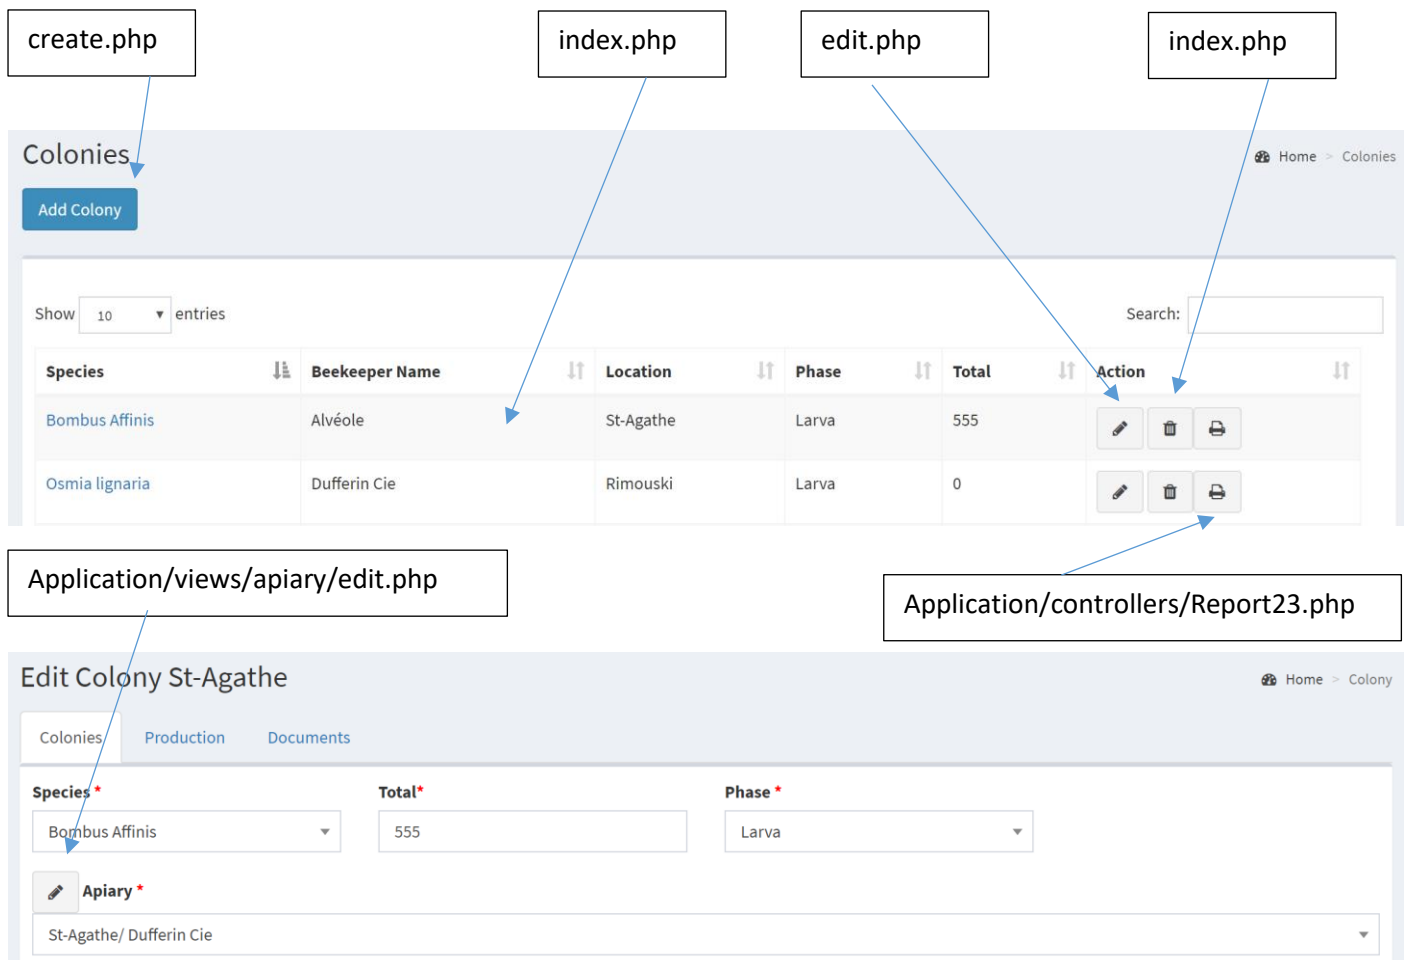 create.php
index.php
edit.php
index.php
Colonies
Home > Colonies
Add Colony
Show 10 entries
Search:
Species Beekeeper Name Location Phase Total Action
Bombus Affinis Alvéole St-Agathe Larva 555
Osmia lignaria Dufferin Cie Rimouski Larva 0
Application/views/apiary/edit.php
Application/controllers/Report23.php
Edit Colony St-Agathe
Home > Colony
Colonies Production Documents
Species * Total* Phase *
Bombus Affinis 555 Larva
Apiary *
St-Agathe/ Dufferin Cie